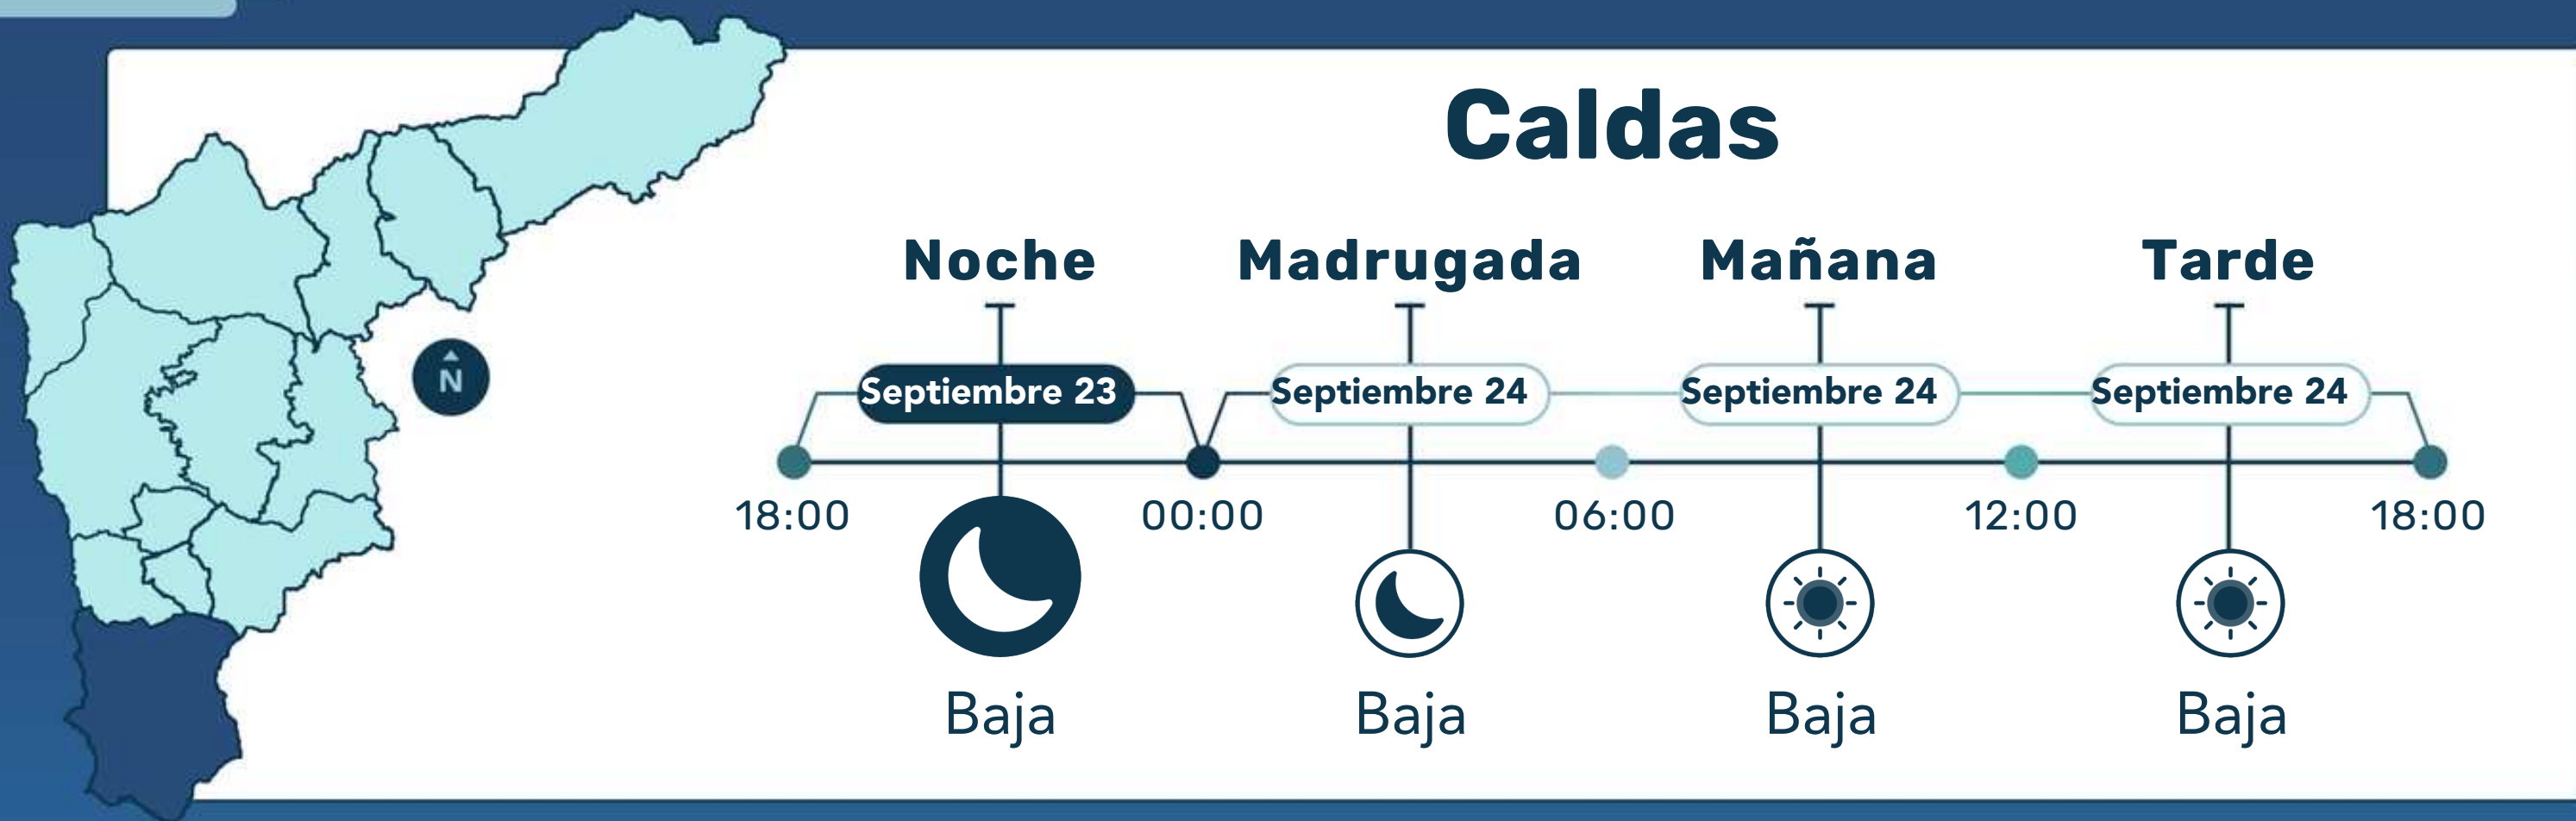 Caldas
Noche Madrugada Mañana Tarde
Septiembre 23 Septiembre 24 Septiembre 24 Septiembre 24
N
18:00 00:00 06:00 12:00 18:00
Baja Baja Baja Baja